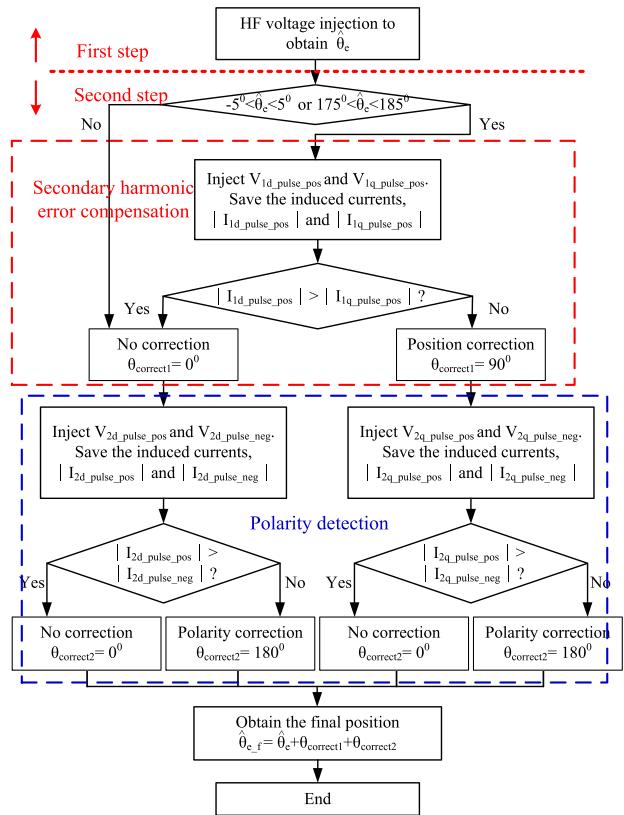 HF voltage injection to
obtain θ̂e
First step
Second step
-5⁰<θ̂e<5⁰ or 175⁰<θ̂e<185⁰
No
Yes
Secondary harmonic
error compensation
Inject V1d_pulse_pos and V1q_pulse_pos.
Save the induced currents,
| I1d_pulse_pos | and | I1q_pulse_pos |
| I1d_pulse_pos | > | I1q_pulse_pos | ?
Yes
No
No correction
θcorrect1= 0⁰
Position correction
θcorrect1= 90⁰
Inject V2d_pulse_pos and V2d_pulse_neg.
Save the induced currents,
| I2d_pulse_pos | and | I2d_pulse_neg |
Inject V2q_pulse_pos and V2q_pulse_neg.
Save the induced currents,
| I2q_pulse_pos | and | I2q_pulse_neg |
Polarity detection
| I2d_pulse_pos | >
| I2d_pulse_neg | ?
Yes
No
| I2q_pulse_pos | >
| I2q_pulse_neg | ?
Yes
No
No correction
θcorrect2= 0⁰
Polarity correction
θcorrect2= 180⁰
No correction
θcorrect2= 0⁰
Polarity correction
θcorrect2= 180⁰
Obtain the final position
θ̂e_f= θ̂e+θcorrect1+θcorrect2
End